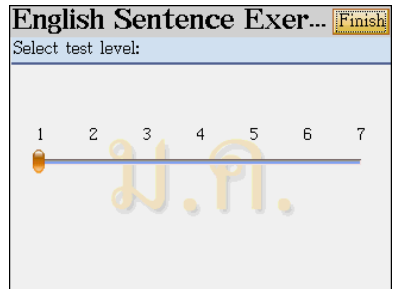 English Sentence Exer... Finish
Select test level:
1 2 3 4 5 6 7
ม.ค.